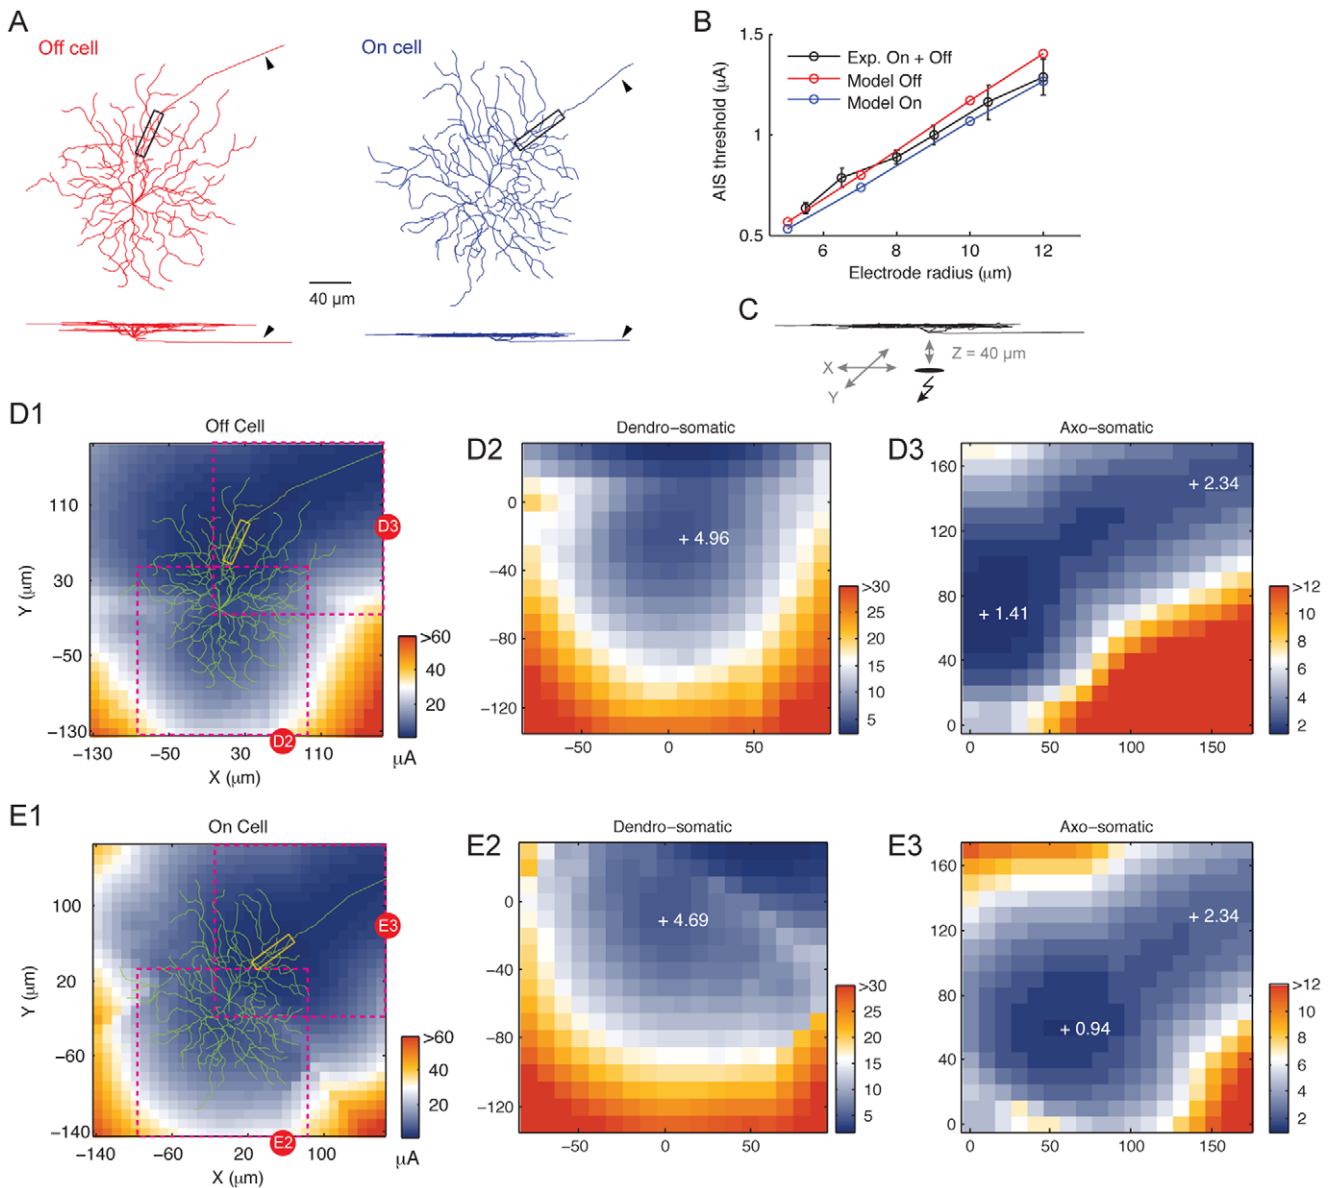 A
Off cell
On cell
40 μm
B
1.5
1
0.5
AIS threshold (μA)
Exp. On + Off
Model Off
Model On
6
8
10
12
Electrode radius (μm)
C
X
Y
Z = 40 μm
D1
Off Cell
110
30
−50
−130
Y (μm)
−130
−50
30
110
X (μm)
D3
D2
>60
40
20
μA
D2
Dendro−somatic
0
−40
−80
−120
−50
0
50
+ 4.96
>30
25
20
15
10
5
D3
Axo−somatic
160
120
80
40
0
0
50
100
150
+ 2.34
+ 1.41
>12
10
8
6
4
2
E1
On Cell
100
20
−60
−140
Y (μm)
−140
−60
20
100
X (μm)
E3
E2
>60
40
20
μA
E2
Dendro−somatic
0
−40
−80
−120
−50
0
50
+ 4.69
>30
25
20
15
10
5
E3
Axo−somatic
160
120
80
40
0
0
50
100
150
+ 2.34
+ 0.94
>12
10
8
6
4
2